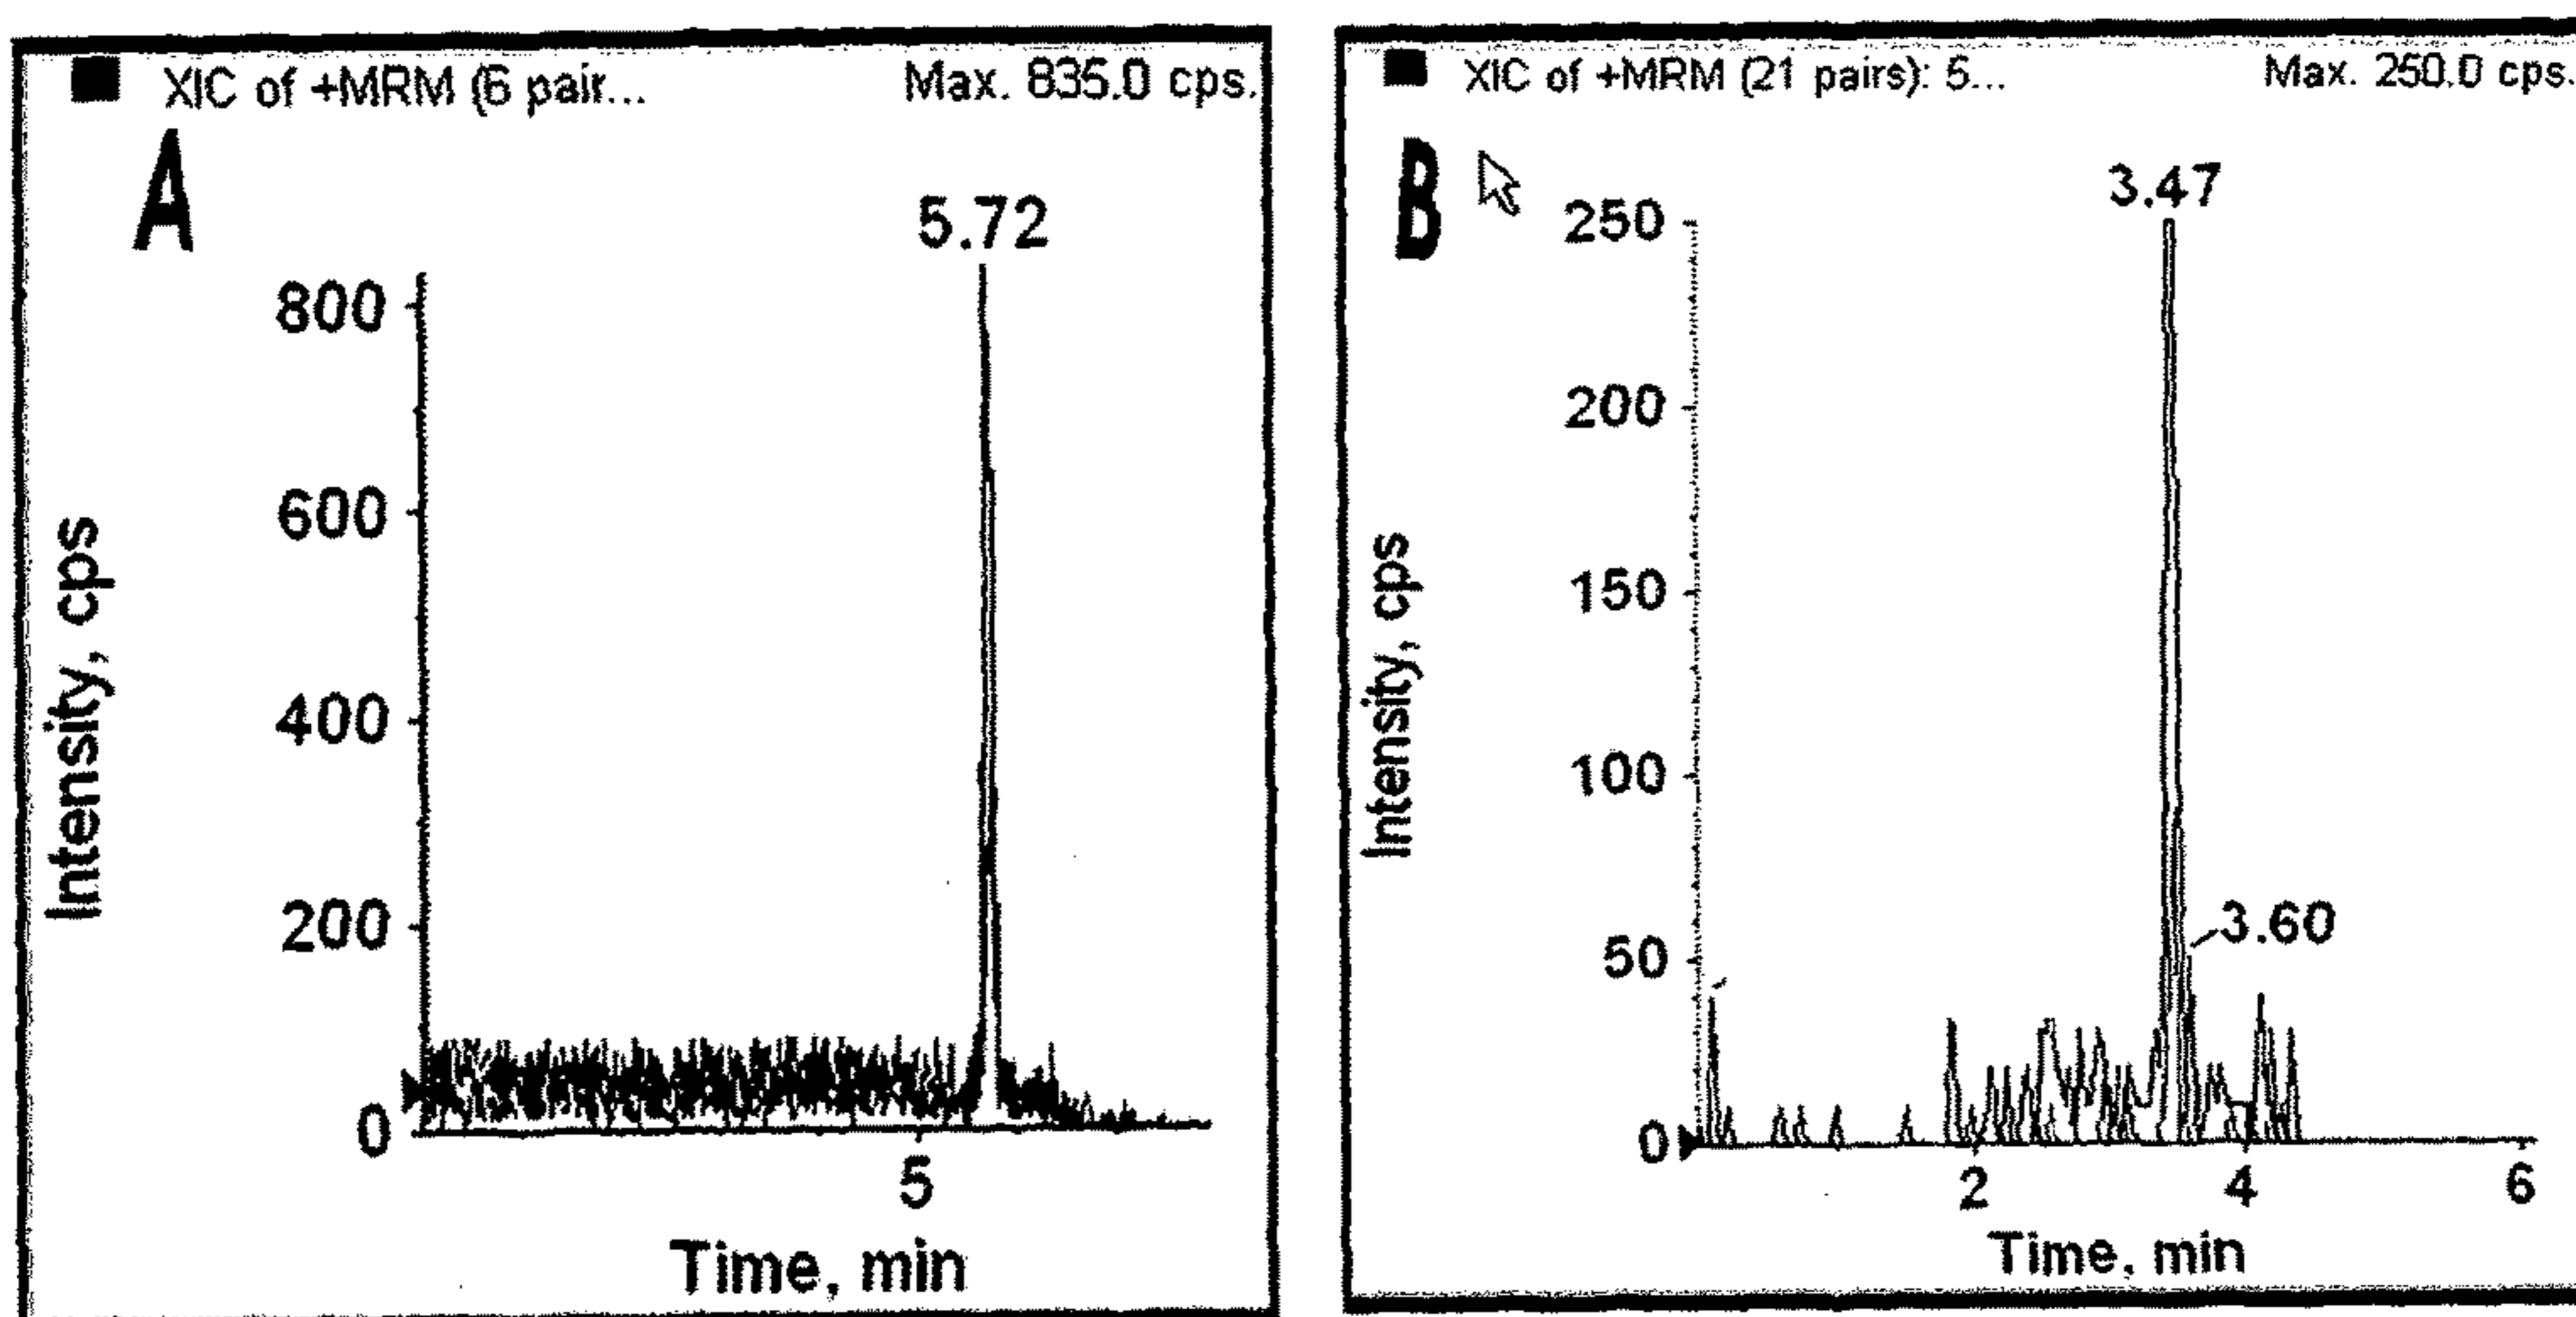 XIC of +MRM (6 pair... Max. 835.0 cps.
A
5.72
800
600
400
200
0
5
Intensity, cps
Time, min
XIC of +MRM (21 pairs): 5... Max. 250.0 cps.
B
3.47
250
200
150
100
3.60
50
0
2 4 6
Intensity, cps
Time, min